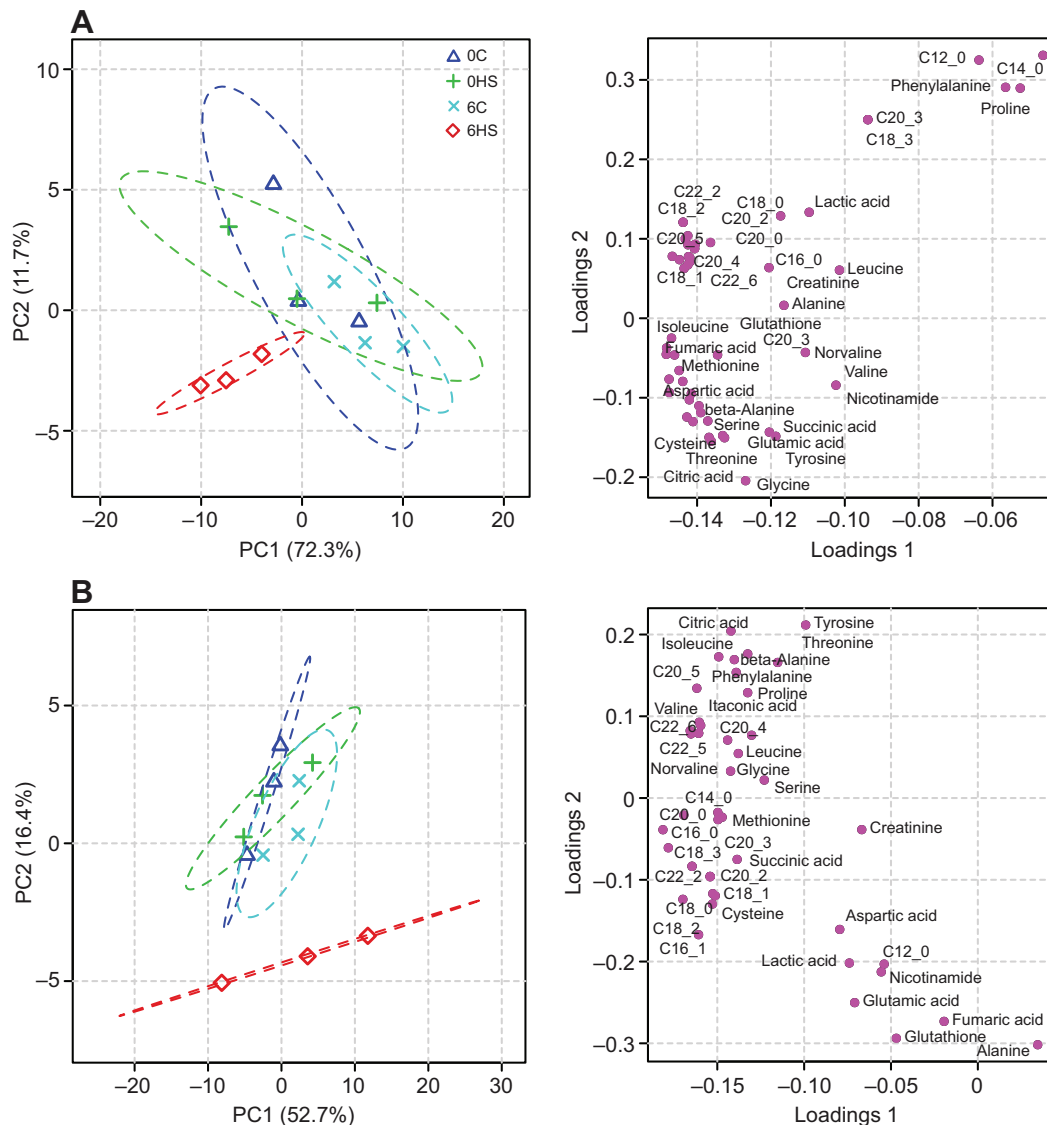 A
0C
0HS
6C
6HS
10
5
0
–5
PC2 (11.7%)
–20
–10
0
10
20
PC1 (72.3%)
0.3
0.2
0.1
0
–0.1
–0.2
Loadings 2
C12_0
C14_0
Phenylalanine
Proline
C20_3
C18_3
C22_2
C18_2
C18_0
Lactic acid
C20_2
C20_5
C20_0
C20_4
C16_0
Leucine
C18_1
C22_6
Creatinine
Alanine
Isoleucine
Glutathione
Fumaric acid
C20_3
Norvaline
Methionine
Valine
Aspartic acid
Nicotinamide
beta-Alanine
Serine
Succinic acid
Cysteine
Glutamic acid
Threonine
Tyrosine
Citric acid
Glycine
–0.14
–0.12
–0.10
–0.08
–0.06
Loadings 1
B
5
0
–5
PC2 (16.4%)
–20
–10
0
10
20
30
PC1 (52.7%)
0.2
0.1
0
–0.1
–0.2
–0.3
Loadings 2
Citric acid
Tyrosine
Isoleucine
Threonine
beta-Alanine
C20_5
Phenylalanine
Proline
Valine
Itaconic acid
C22_6
C20_4
C22_5
Leucine
Norvaline
Glycine
Serine
C14_0
C20_0
Methionine
Creatinine
C16_0
C20_3
C18_3
Succinic acid
C22_2
C20_2
C18_1
C18_0
Cysteine
C18_2
Aspartic acid
C16_1
Lactic acid
C12_0
Nicotinamide
Glutamic acid
Fumaric acid
Glutathione
Alanine
–0.15
–0.10
–0.05
0
Loadings 1